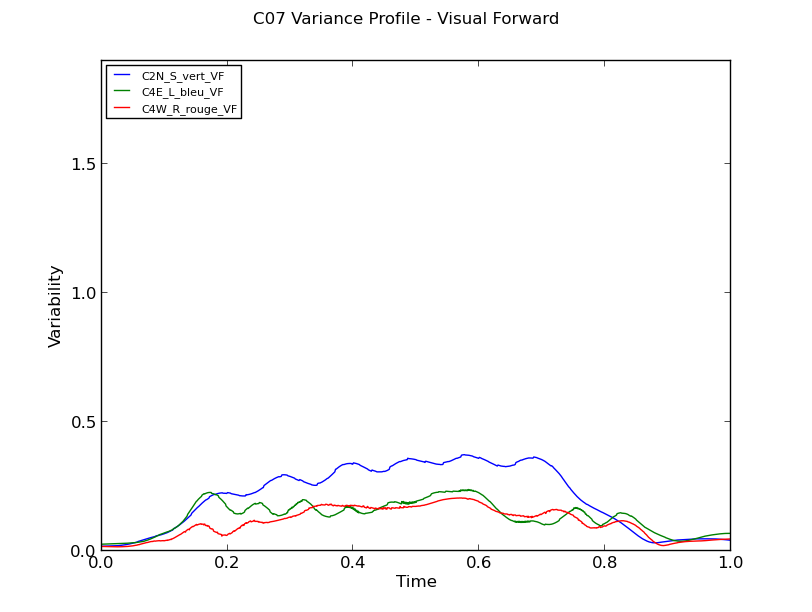 C07 Variance Profile - Visual Forward
C2N_S_vert_VF
C4E_L_bleu_VF
C4W_R_rouge_VF
1.5
1.0
0.5
0.0
Variability
0.0 0.2 0.4 0.6 0.8 1.0
Time